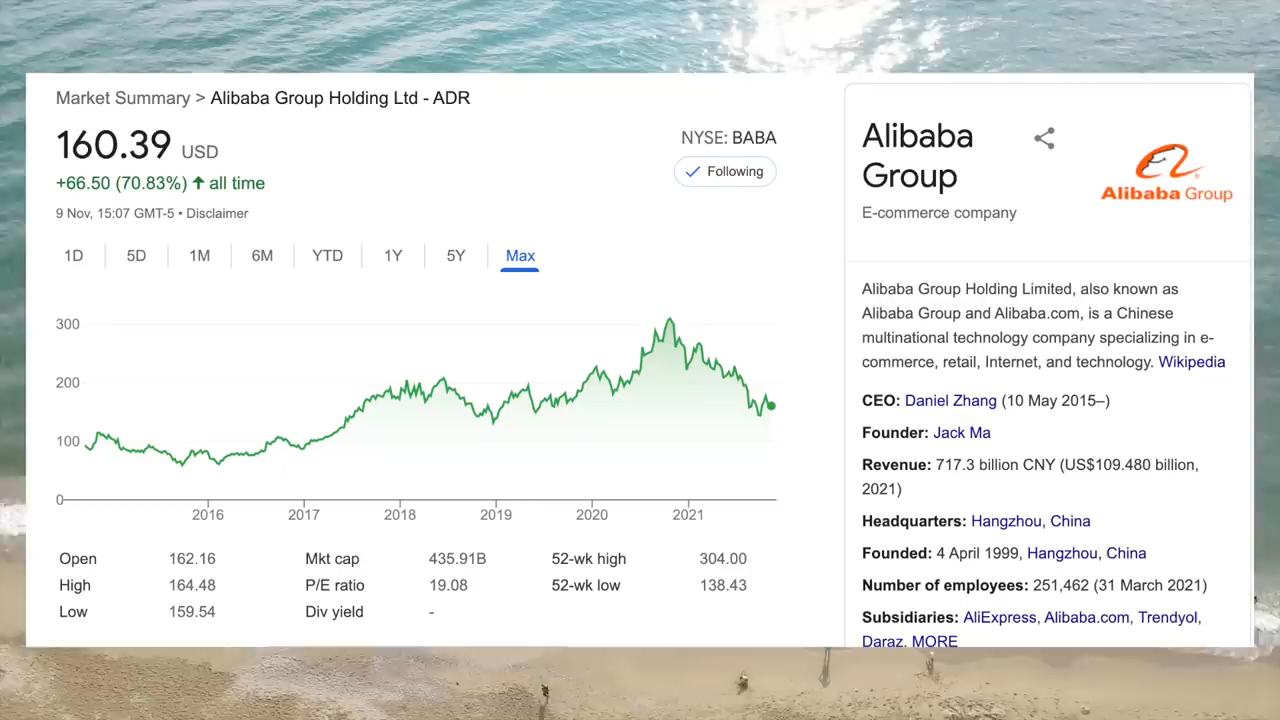 Market Summary > Alibaba Group Holding Ltd - ADR
160.39 USD
+66.50 (70.83%) ↑ all time
9 Nov, 15:07 GMT-5 • Disclaimer
NYSE: BABA
Following
1D 5D 1M 6M YTD 1Y 5Y Max
300
200
100
0
2016 2017 2018 2019 2020 2021
Open 162.16 Mkt cap 435.91B 52-wk high 304.00
High 164.48 P/E ratio 19.08 52-wk low 138.43
Low 159.54 Div yield -
Alibaba
Group
E-commerce company
Alibaba Group
Alibaba Group Holding Limited, also known as
Alibaba Group and Alibaba.com, is a Chinese
multinational technology company specializing in e-
commerce, retail, Internet, and technology. Wikipedia
CEO: Daniel Zhang (10 May 2015–)
Founder: Jack Ma
Revenue: 717.3 billion CNY (US$109.480 billion,
2021)
Headquarters: Hangzhou, China
Founded: 4 April 1999, Hangzhou, China
Number of employees: 251,462 (31 March 2021)
Subsidiaries: AliExpress, Alibaba.com, Trendyol,
Daraz, MORE